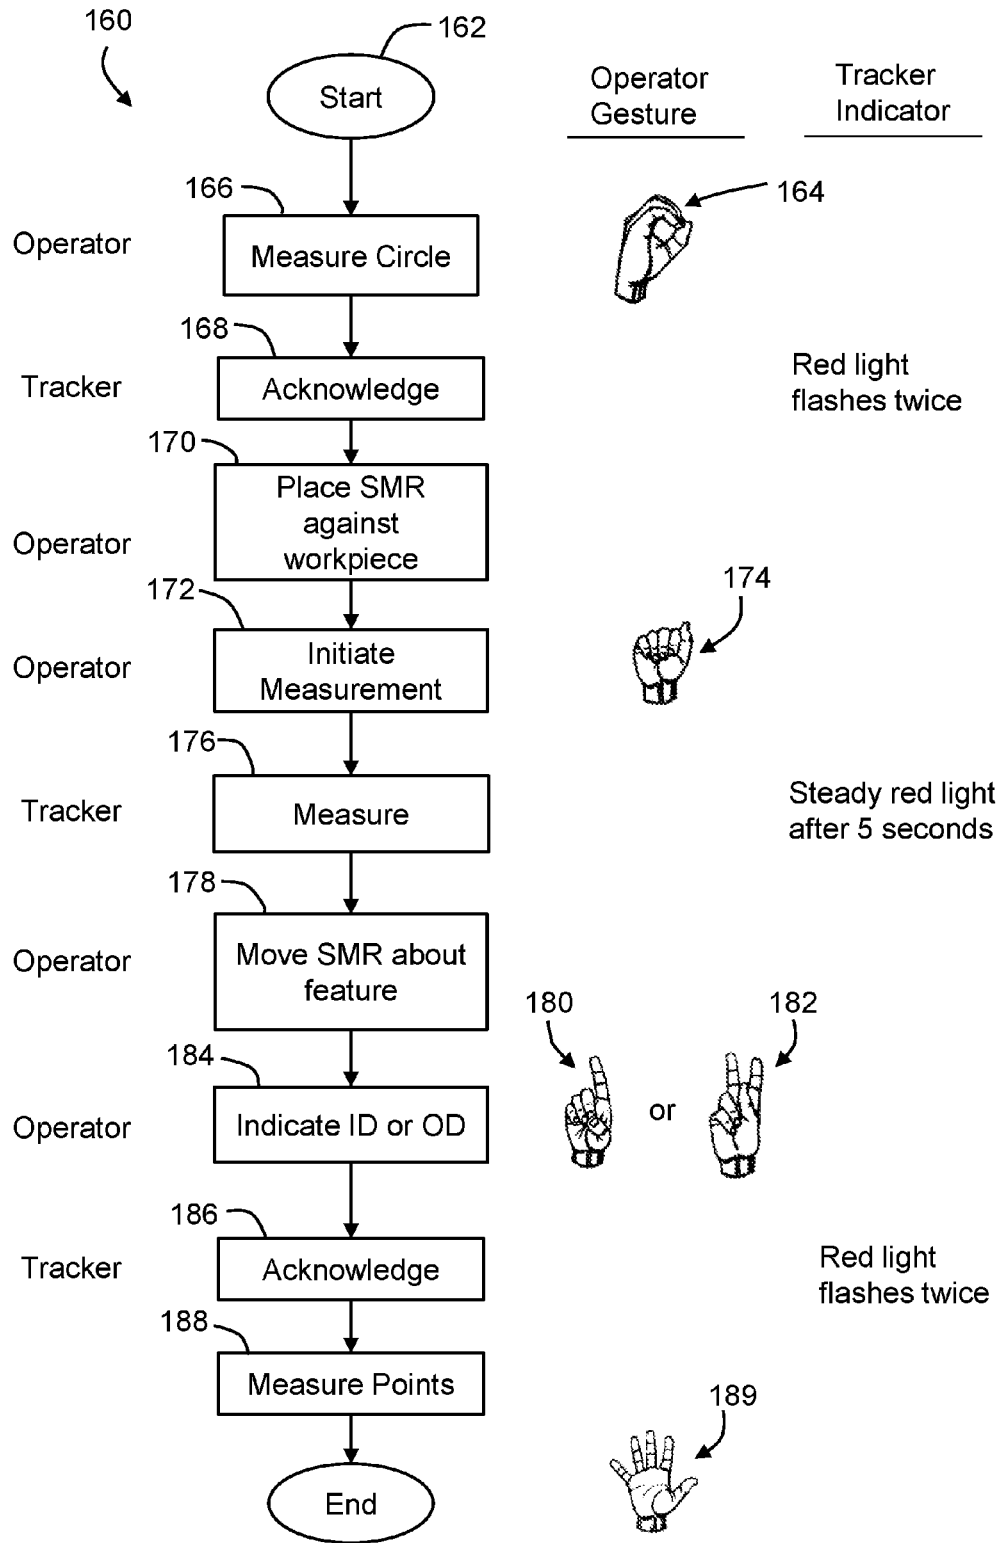 160
162
Start
Operator
Gesture
Tracker
Indicator
166
164
Operator
Measure Circle
168
Tracker
Acknowledge
Red light
flashes twice
170
Place SMR
against
workpiece
Operator
172
174
Operator
Initiate
Measurement
176
Tracker
Measure
Steady red light
after 5 seconds
178
Operator
Move SMR about
feature
180
182
184
Operator
Indicate ID or OD
or
186
Tracker
Acknowledge
Red light
flashes twice
188
Measure Points
189
End